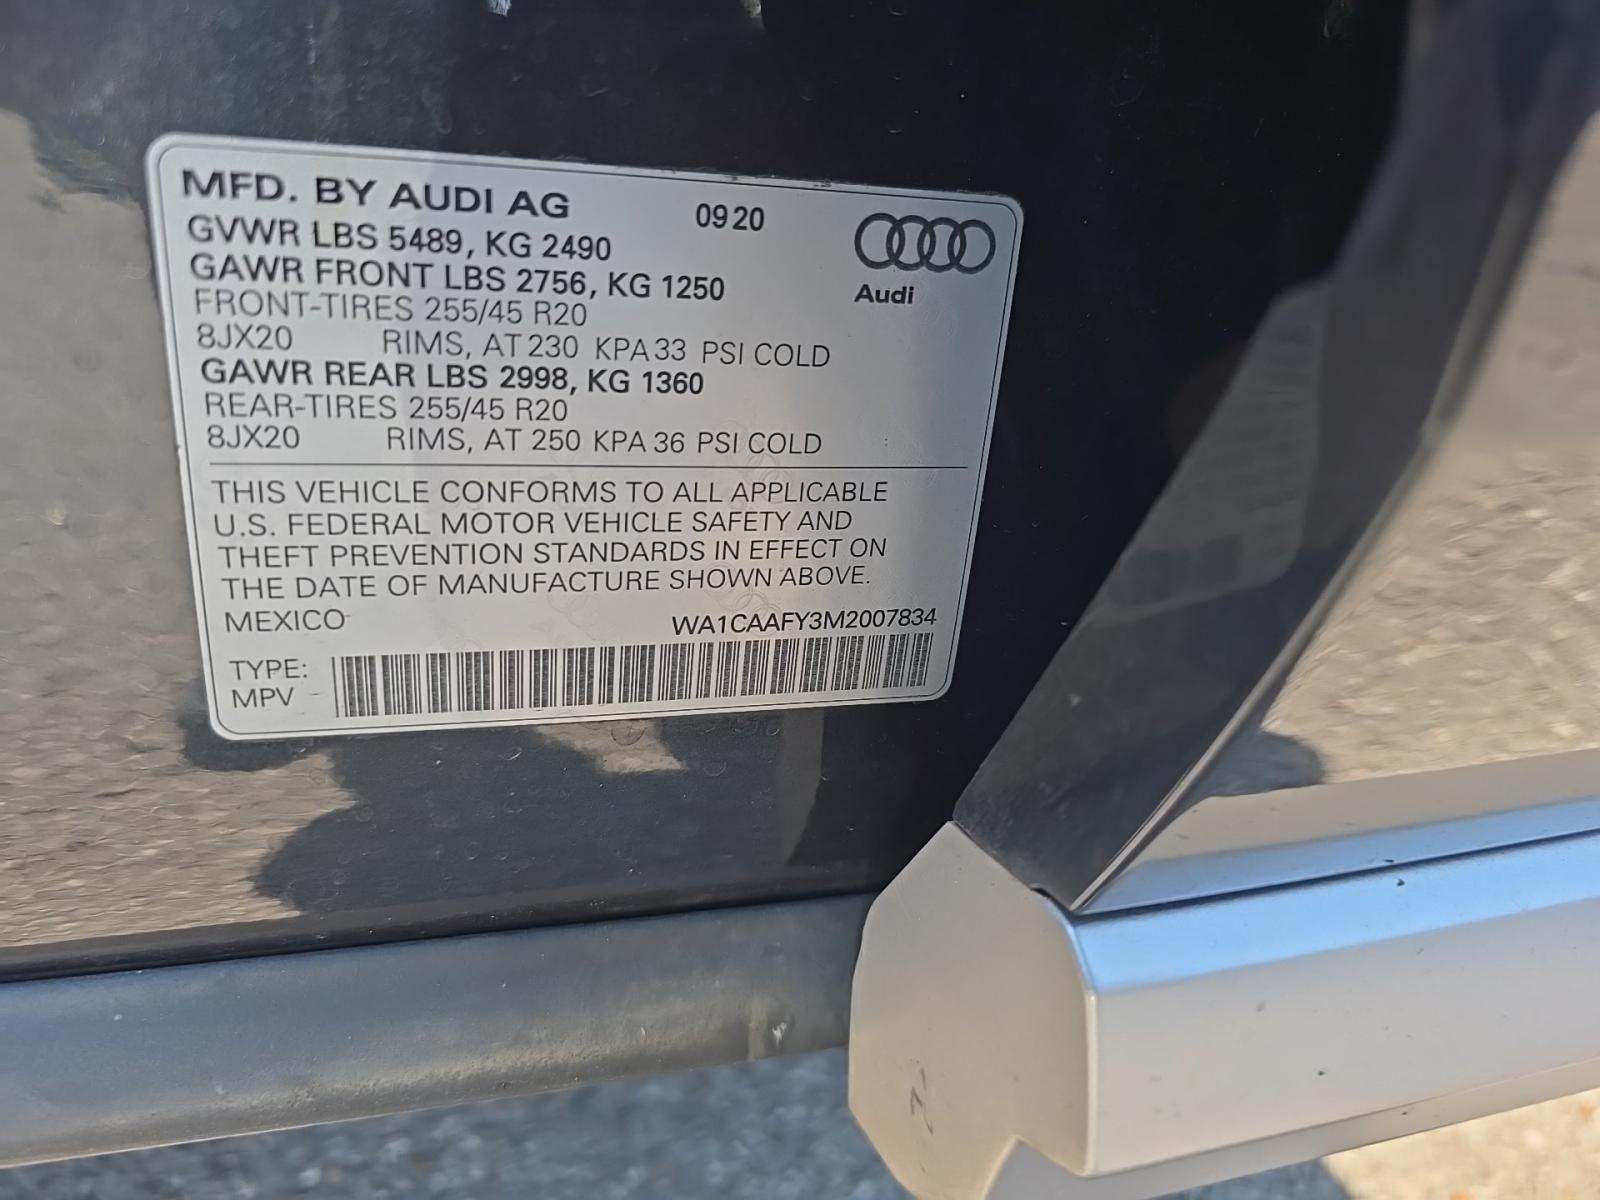 MFD. BY AUDI AG 0920
GVWR LBS 5489, KG 2490
GAWR FRONT LBS 2756, KG 1250
Audi
FRONT-TIRES 255/45 R20
8JX20 RIMS, AT 230 KPA 33 PSI COLD
GAWR REAR LBS 2998, KG 1360
REAR-TIRES 255/45 R20
8JX20 RIMS, AT 250 KPA 36 PSI COLD
THIS VEHICLE CONFORMS TO ALL APPLICABLE
U.S. FEDERAL MOTOR VEHICLE SAFETY AND
THEFT PREVENTION STANDARDS IN EFFECT ON
THE DATE OF MANUFACTURE SHOWN ABOVE.
MEXICO WA1CAAFY3M2007834
TYPE:
MPV